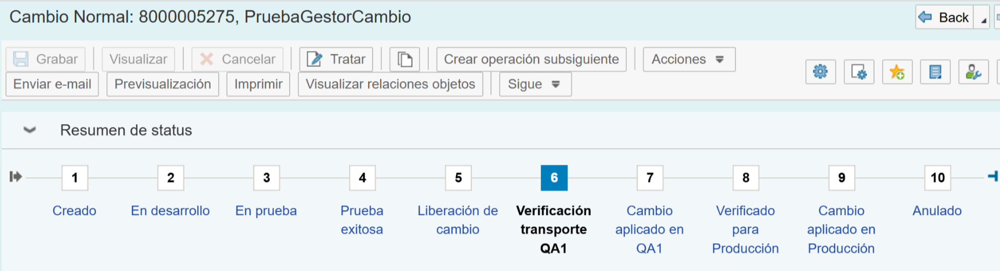 Cambio Normal: 8000005275, PruebaGestorCambio
Back
Grabar Visualizar Cancelar Tratar Crear operación subsiguiente Acciones
Enviar e-mail Previsualización Imprimir Visualizar relaciones objetos Sigue
Resumen de status
1 2 3 4 5 6 7 8 9 10
Creado En desarrollo En prueba Prueba Liberación de Verificación Cambio Verificado Cambio Anulado
exitosa cambio transporte aplicado en para aplicado en
QA1 QA1 Producción Producción